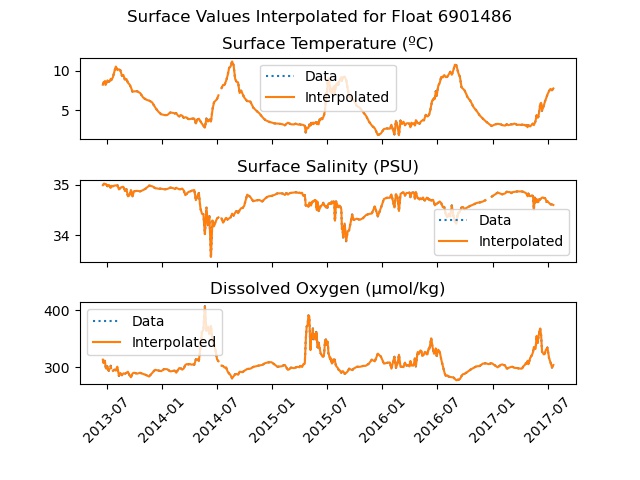 Surface Values Interpolated for Float 6901486
Surface Temperature (ºC)
10
5
Data
Interpolated
Surface Salinity (PSU)
35
34
Data
Interpolated
Dissolved Oxygen (µmol/kg)
400
300
Data
Interpolated
2013-07
2014-01
2014-07
2015-01
2015-07
2016-01
2016-07
2017-01
2017-07